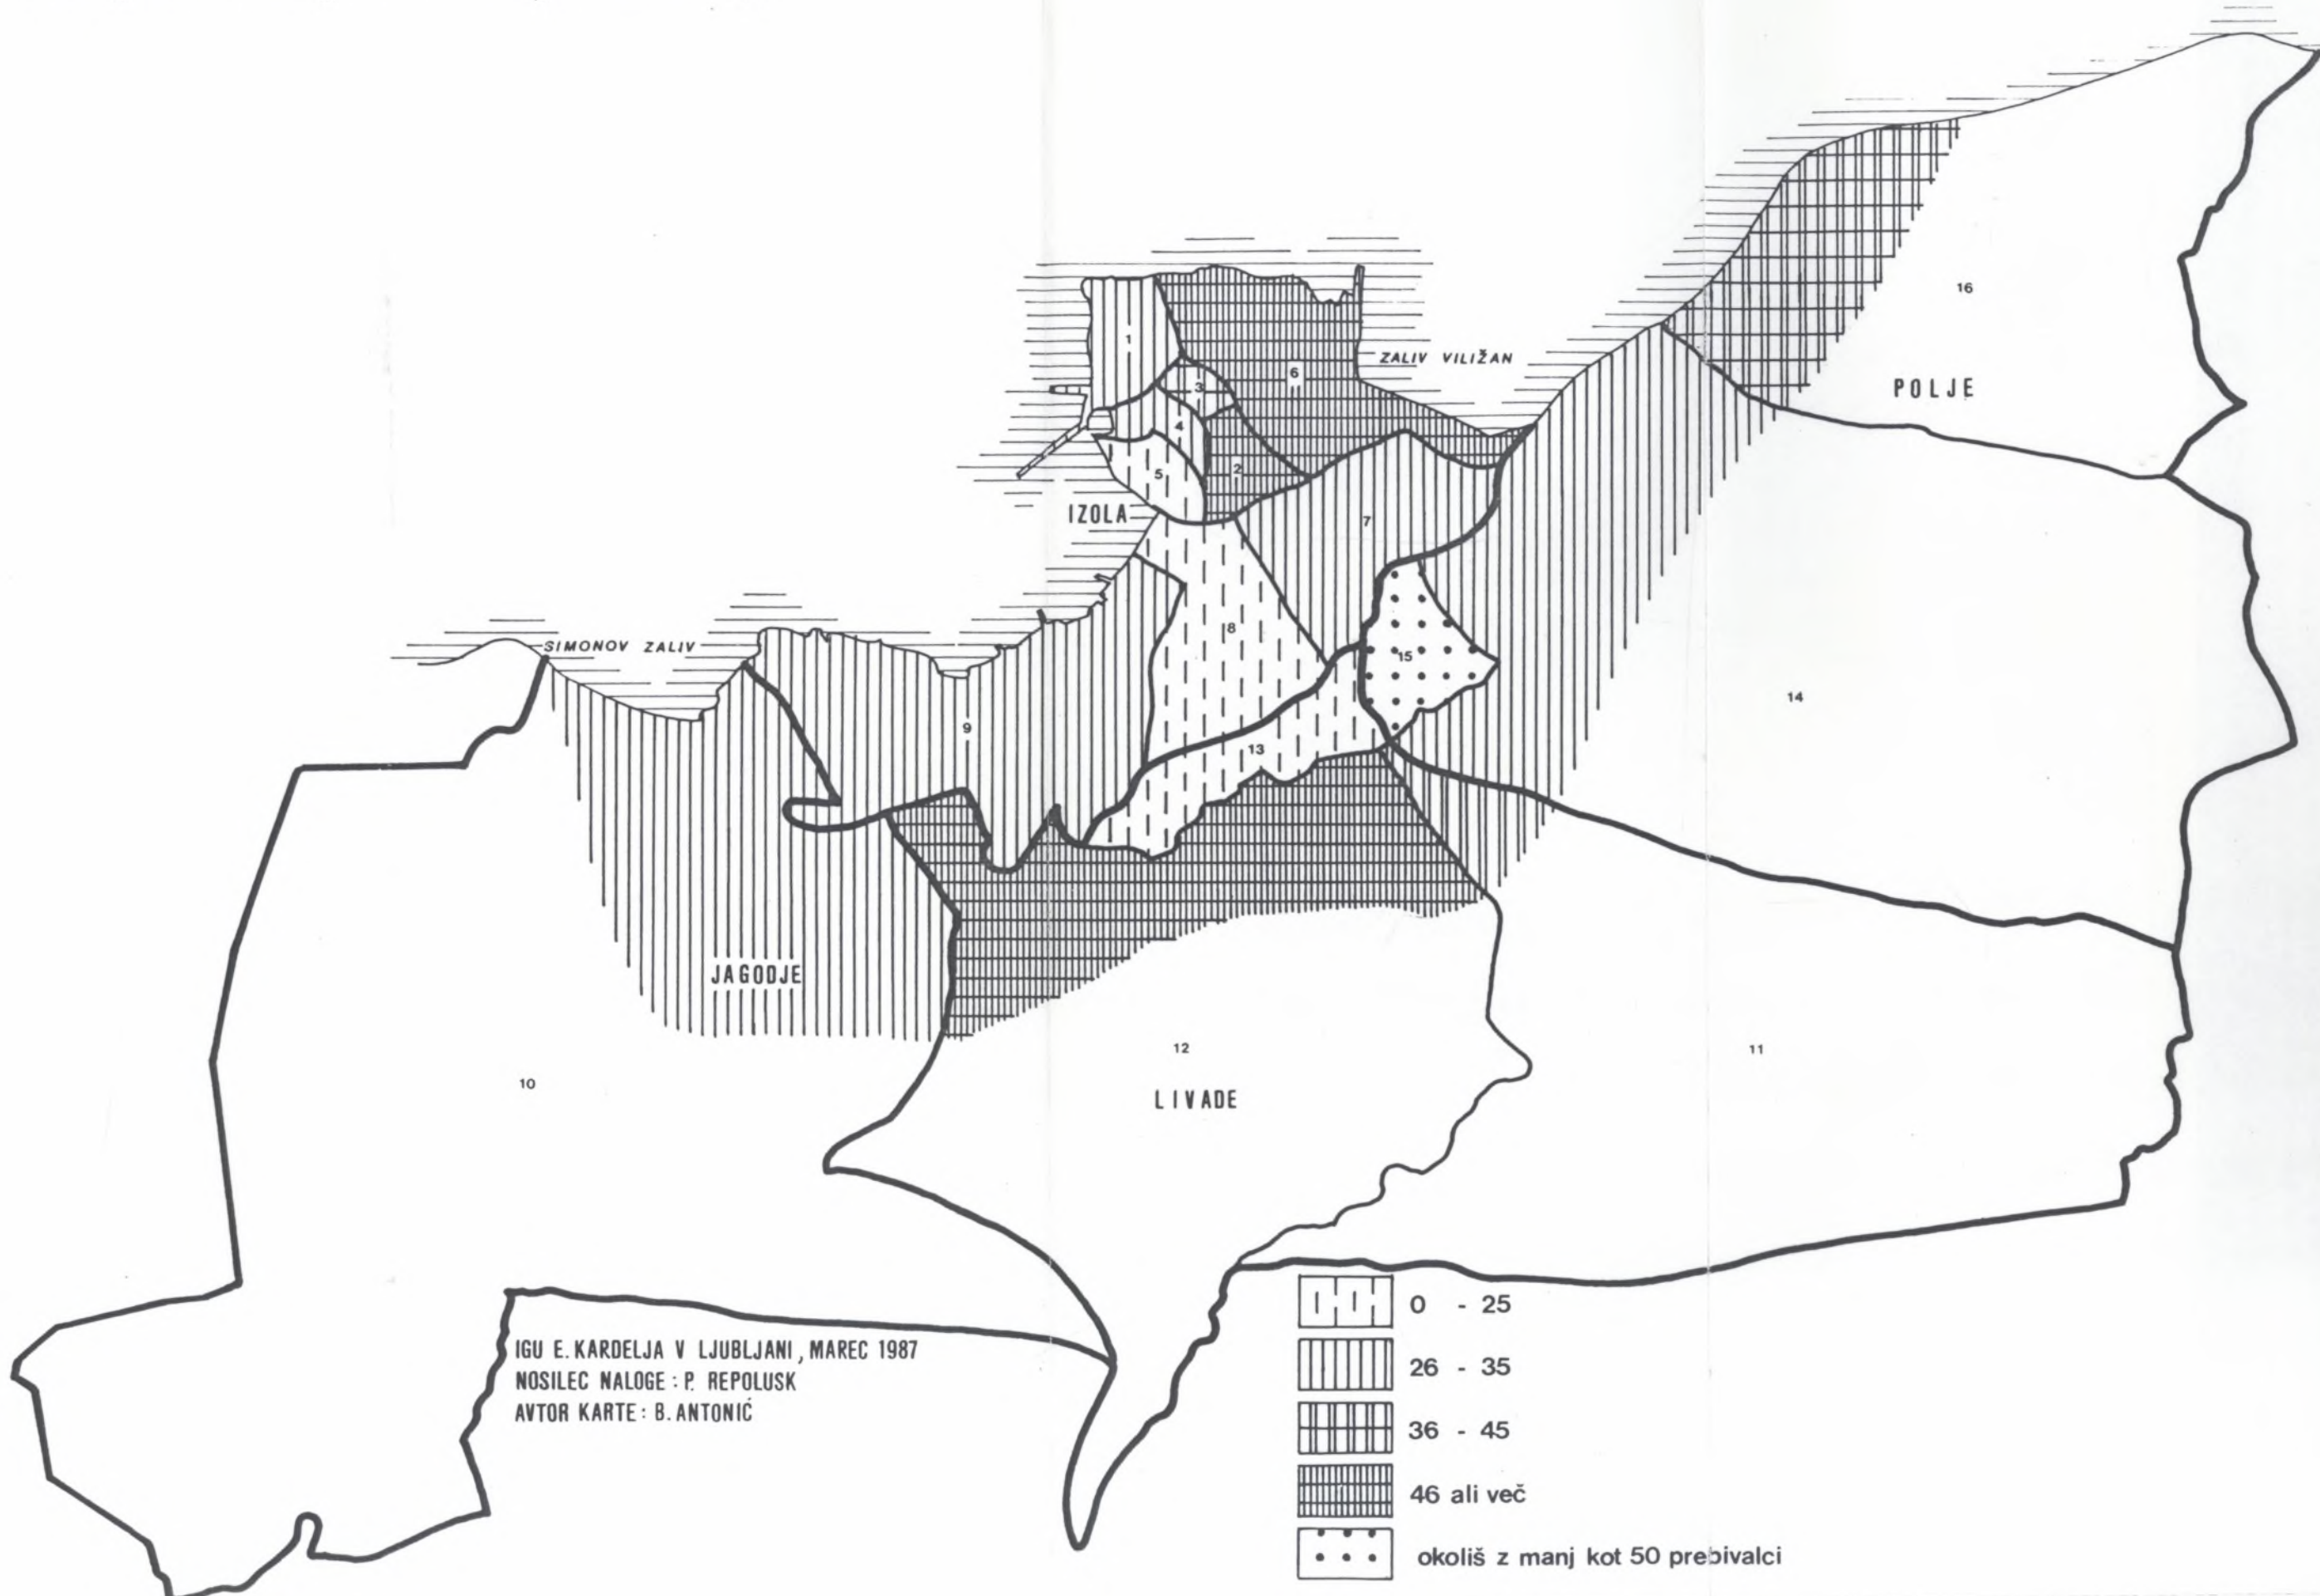 16
1
ZALIV VILIŽAN
6
3
POLJE
4
5
2
IZOLA
7
8
SIMONOV ZALIV
15
14
9
13
JAGODJE
12
11
10
LIVADE
0 - 25
26 - 35
36 - 45
46 ali več
okoliš z manj kot 50 prebivalci
IGU E. KARDELJA V LJUBLJANI, MAREC 1987
NOSILEC NALOGE : P. REPOLUSK
AVTOR KARTE : B. ANTONIĆ